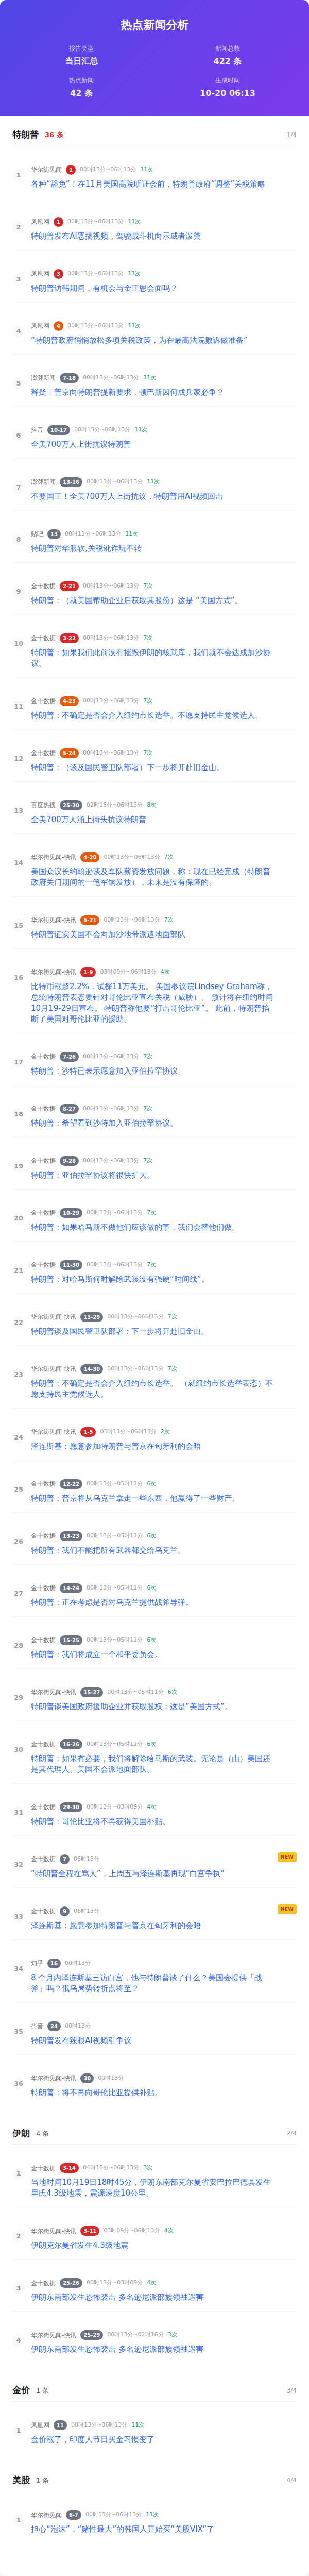 热点新闻分析
报告类型
新闻总数
当日汇总
422 条
热点新闻
生成时间
42 条
10-20 06:13
特朗普 36 条 1/4
1
华尔街见闻 1 00时13分~06时13分 11次
各种“豁免”！在11月美国高院听证会前，特朗普政府“调整”关税策略
2
凤凰网 1 00时13分~06时13分 11次
特朗普发布AI恶搞视频，驾驶战斗机向示威者泼粪
3
凤凰网 3 00时13分~06时13分 11次
特朗普访韩期间，有机会与金正恩会面吗？
4
凤凰网 4 00时13分~06时13分 11次
“特朗普政府悄悄放松多项关税政策，为在最高法院败诉做准备”
5
澎湃新闻 7-18 00时13分~06时13分 11次
释疑｜普京向特朗普提新要求，顿巴斯因何成兵家必争？
6
抖音 10-17 00时13分~06时13分 11次
全美700万人上街抗议特朗普
7
澎湃新闻 13-16 00时13分~06时13分 11次
不要国王！全美700万人上街抗议，特朗普用AI视频回击
8
贴吧 13 00时13分~06时13分 11次
特朗普对华服软,关税讹诈玩不转
9
金十数据 2-21 00时13分~06时13分 7次
特朗普：（就美国帮助企业后获取其股份）这是 “美国方式”。
10
金十数据 3-22 00时13分~06时13分 7次
特朗普：如果我们此前没有摧毁伊朗的核武库，我们就不会达成加沙协
议。
11
金十数据 4-23 00时13分~06时13分 7次
特朗普：不确定是否会介入纽约市长选举。不愿支持民主党候选人。
12
金十数据 5-24 00时13分~06时13分 7次
特朗普：（谈及国民警卫队部署）下一步将开赴旧金山。
13
百度热搜 25-30 02时16分~06时13分 8次
全美700万人涌上街头抗议特朗普
14
华尔街见闻-快讯 4-20 00时13分~06时13分 7次
美国众议长约翰逊谈及军队薪资发放问题，称：现在已经完成（特朗普
政府关门期间的一笔军饷发放），未来是没有保障的。
15
华尔街见闻-快讯 5-21 00时13分~06时13分 7次
特朗普证实美国不会向加沙地带派遣地面部队
16
华尔街见闻-快讯 1-9 03时09分~06时13分 4次
比特币涨超2.2%，试探11万美元。 美国参议院Lindsey Graham称，
总统特朗普表态要针对哥伦比亚宣布关税（威胁）。 预计将在纽约时间
10月19日-29日宣布。 特朗普称他要“打击哥伦比亚”。 此前，特朗普掐
断了美国对哥伦比亚的援助。
17
金十数据 7-26 00时13分~06时13分 7次
特朗普：沙特已表示愿意加入亚伯拉罕协议。
18
金十数据 8-27 00时13分~06时13分 7次
特朗普：希望看到沙特加入亚伯拉罕协议。
19
金十数据 9-28 00时13分~06时13分 7次
特朗普：亚伯拉罕协议将很快扩大。
20
金十数据 10-29 00时13分~06时13分 7次
特朗普：如果哈马斯不做他们应该做的事，我们会替他们做。
21
金十数据 11-30 00时13分~06时13分 7次
特朗普：对哈马斯何时解除武装没有强硬“时间线”。
22
华尔街见闻-快讯 13-29 00时13分~06时13分 7次
特朗普谈及国民警卫队部署：下一步将开赴旧金山。
23
华尔街见闻-快讯 14-30 00时13分~06时13分 7次
特朗普：不确定是否会介入纽约市长选举。 （就纽约市长选举表态）不
愿支持民主党候选人。
24
华尔街见闻-快讯 1-5 05时11分~06时13分 2次
泽连斯基：愿意参加特朗普与普京在匈牙利的会晤
25
金十数据 12-22 00时13分~05时11分 6次
特朗普：普京将从乌克兰拿走一些东西，他赢得了一些财产。
26
金十数据 13-23 00时13分~05时11分 6次
特朗普：我们不能把所有武器都交给乌克兰。
27
金十数据 14-24 00时13分~05时11分 6次
特朗普：正在考虑是否对乌克兰提供战斧导弹。
28
金十数据 15-25 00时13分~05时11分 6次
特朗普：我们将成立一个和平委员会。
29
华尔街见闻-快讯 15-27 00时13分~05时11分 6次
特朗普谈美国政府援助企业并获取股权：这是“美国方式”。
30
金十数据 16-26 00时13分~05时11分 6次
特朗普：如果有必要，我们将解除哈马斯的武装。无论是（由）美国还
是其代理人。美国不会派地面部队。
31
金十数据 29-30 00时13分~03时09分 4次
特朗普：哥伦比亚将不再获得美国补贴。
32
金十数据 7 06时13分 NEW
“特朗普全程在骂人”，上周五与泽连斯基再现“白宫争执”
33
金十数据 9 06时13分 NEW
泽连斯基：愿意参加特朗普与普京在匈牙利的会晤
34
知乎 16 00时13分
8 个月内泽连斯基三访白宫，他与特朗普谈了什么？美国会提供「战
斧」吗？俄乌局势转折点将至？
35
抖音 24 00时13分
特朗普发布辣眼AI视频引争议
36
华尔街见闻-快讯 30 00时13分
特朗普：将不再向哥伦比亚提供补贴。
伊朗 4 条 2/4
1
金十数据 3-14 04时18分~06时13分 3次
当地时间10月19日18时45分，伊朗东南部克尔曼省安巴拉巴德县发生
里氏4.3级地震，震源深度10公里。
2
华尔街见闻-快讯 3-11 03时09分~06时13分 4次
伊朗克尔曼省发生4.3级地震
3
金十数据 25-26 00时13分~03时09分 4次
伊朗东南部发生恐怖袭击 多名逊尼派部族领袖遇害
4
华尔街见闻-快讯 25-29 00时13分~02时16分 3次
伊朗东南部发生恐怖袭击 多名逊尼派部族领袖遇害
金价 1 条 3/4
1
凤凰网 11 00时13分~06时13分 11次
金价涨了，印度人节日买金习惯变了
美股 1 条 4/4
1
华尔街见闻 6-7 00时13分~06时13分 11次
担心“泡沫”，“赌性最大”的韩国人开始买“美股VIX”了